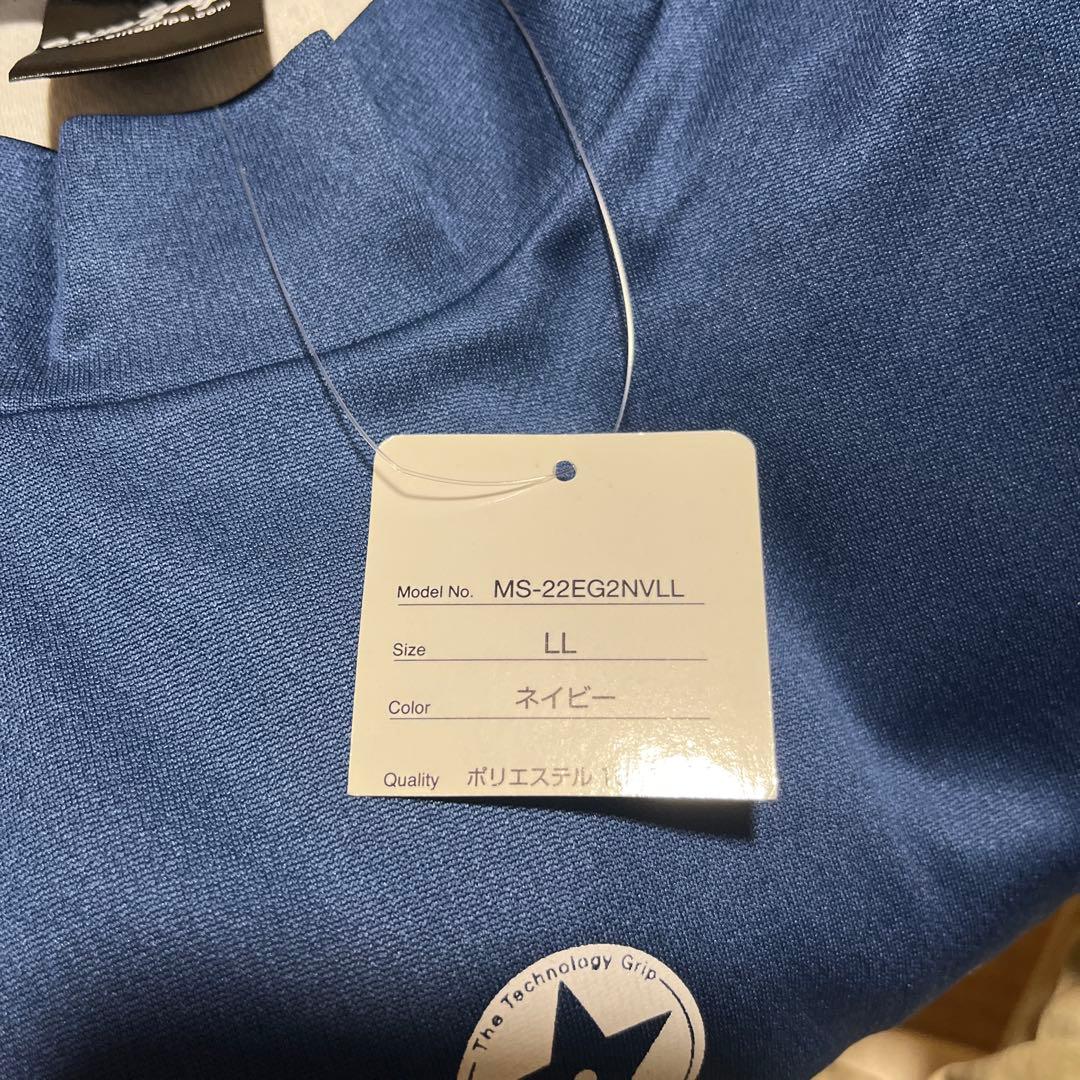 Model No. MS-22EG2NVLL
Size LL
Color ネイビー
Quality ポリエステル
The Technology Grip